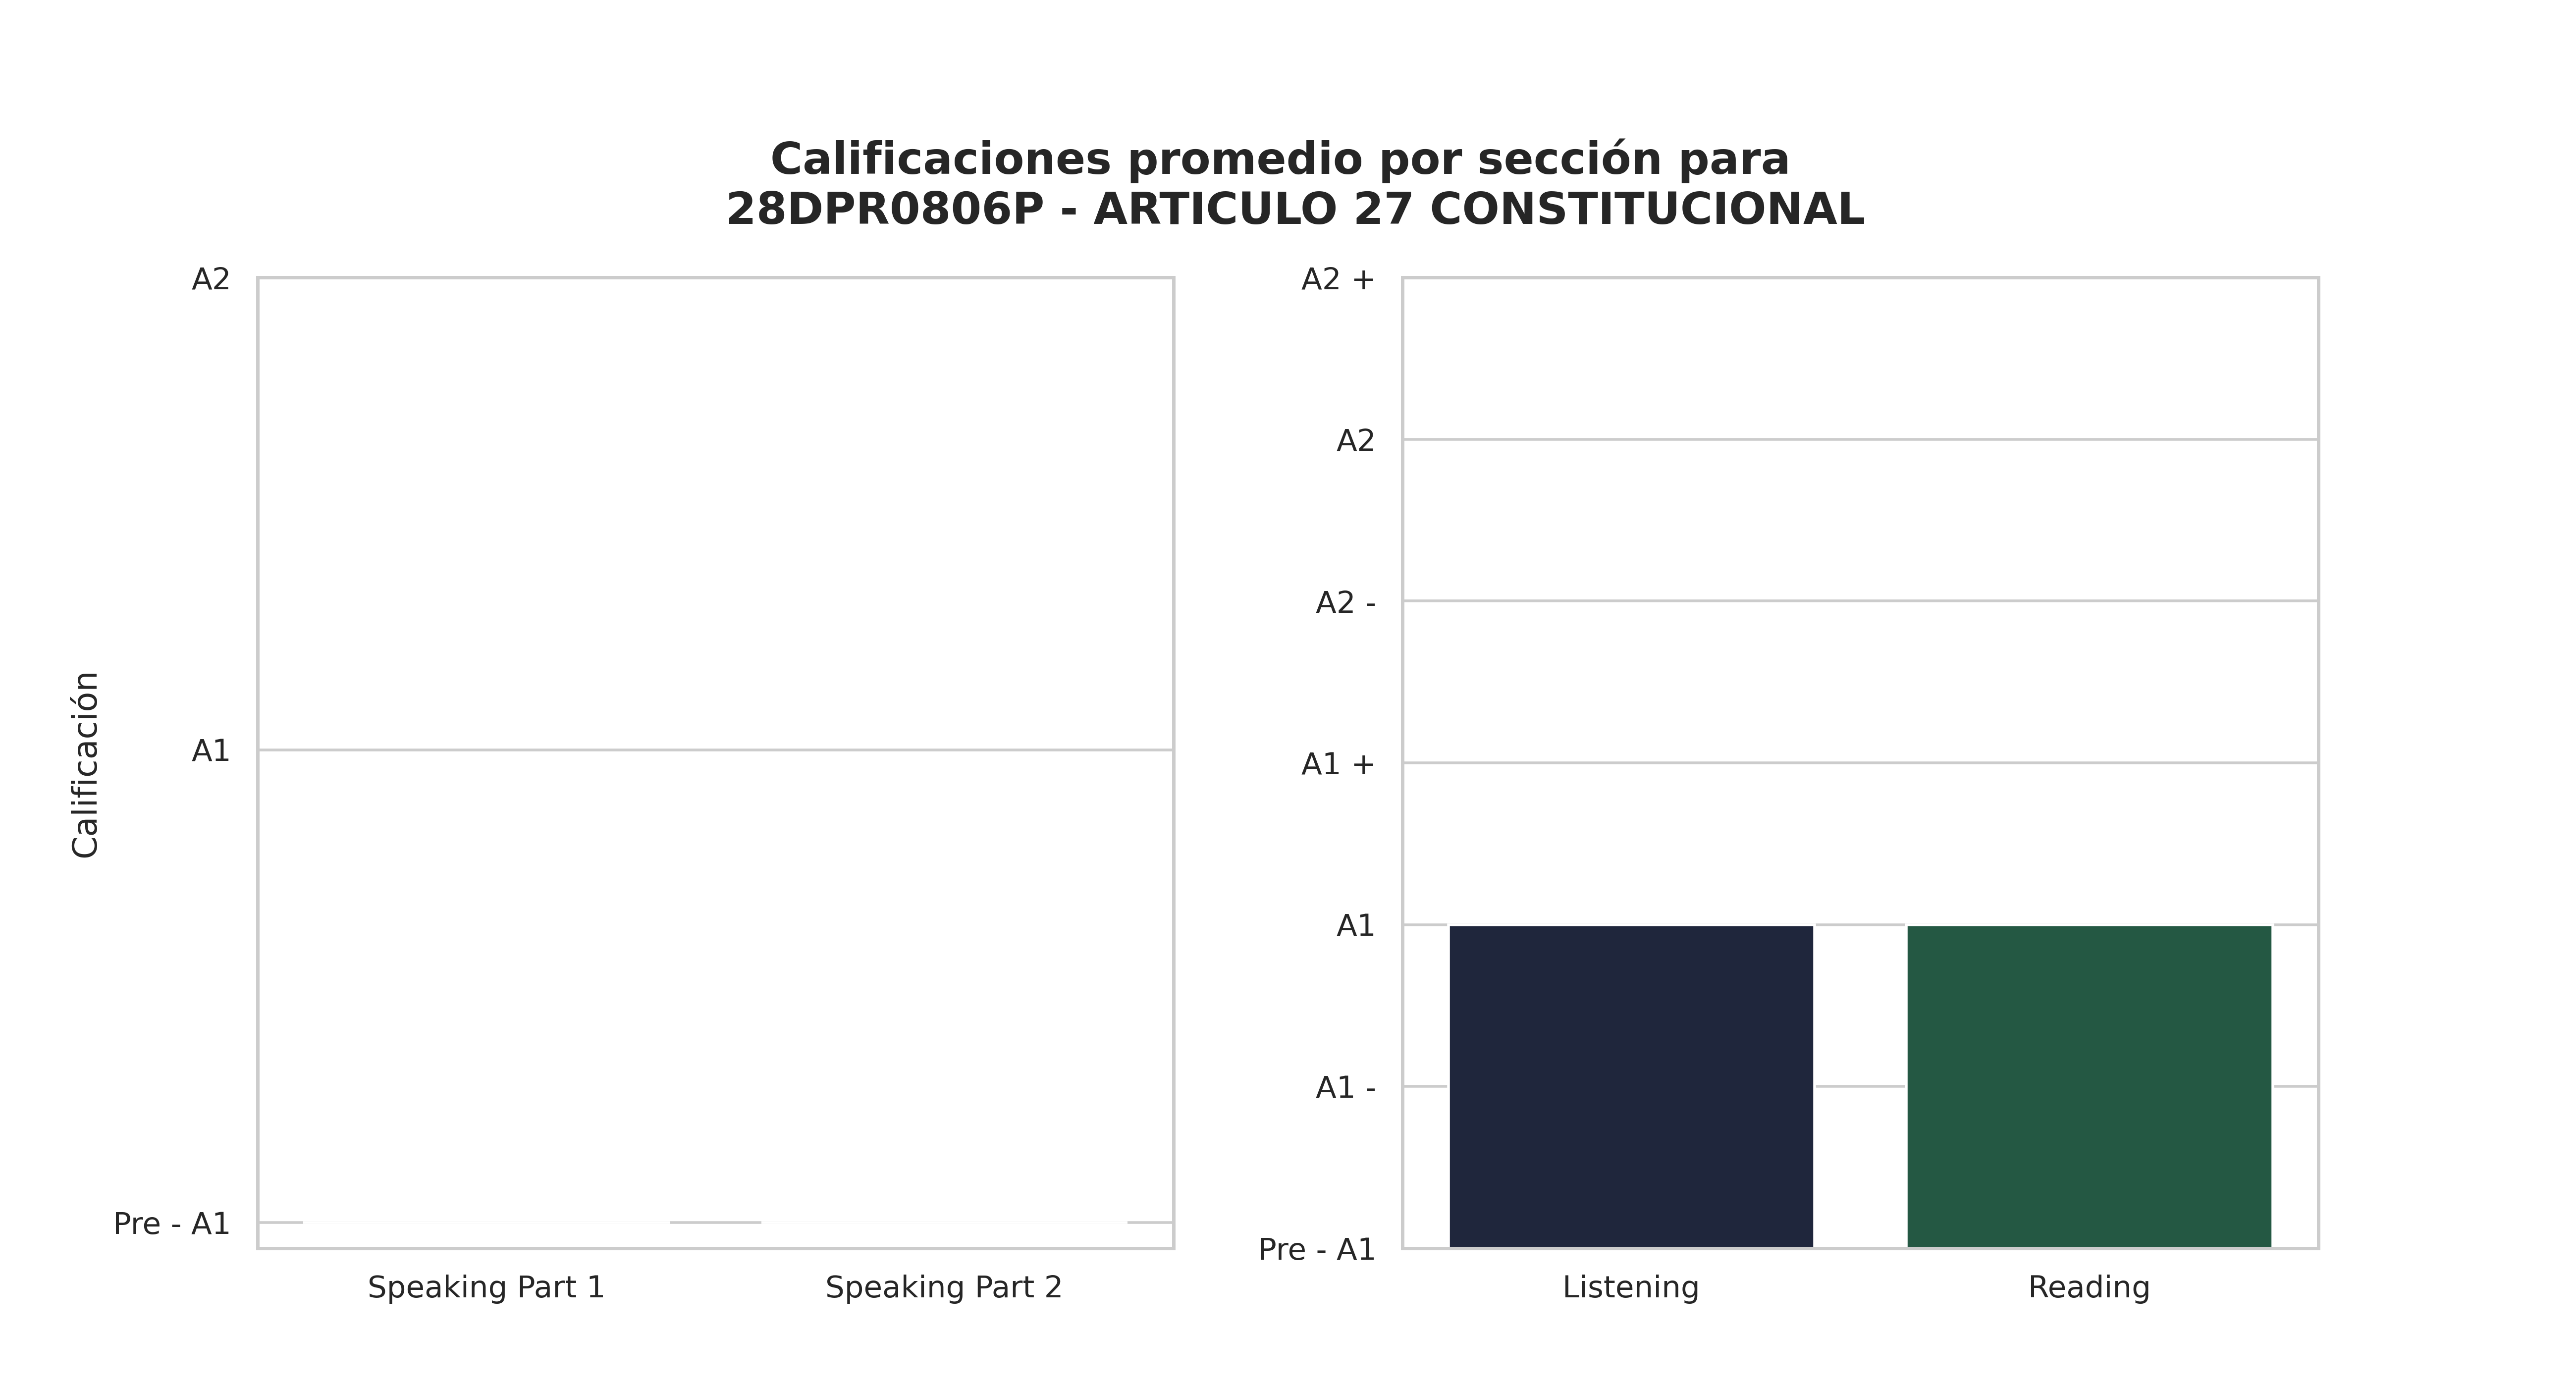 Calificaciones promedio por sección para
28DPR0806P - ARTICULO 27 CONSTITUCIONAL
Calificación
A2
A1
Pre - A1
Speaking Part 1
Speaking Part 2
A2 +
A2
A2 -
A1 +
A1
A1 -
Pre - A1
Listening
Reading